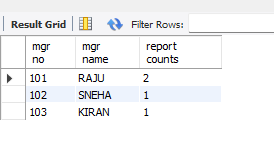 Result Grid Filter Rows:
mgr mgr report
no name counts
101 RAJU 2
102 SNEHA 1
103 KIRAN 1